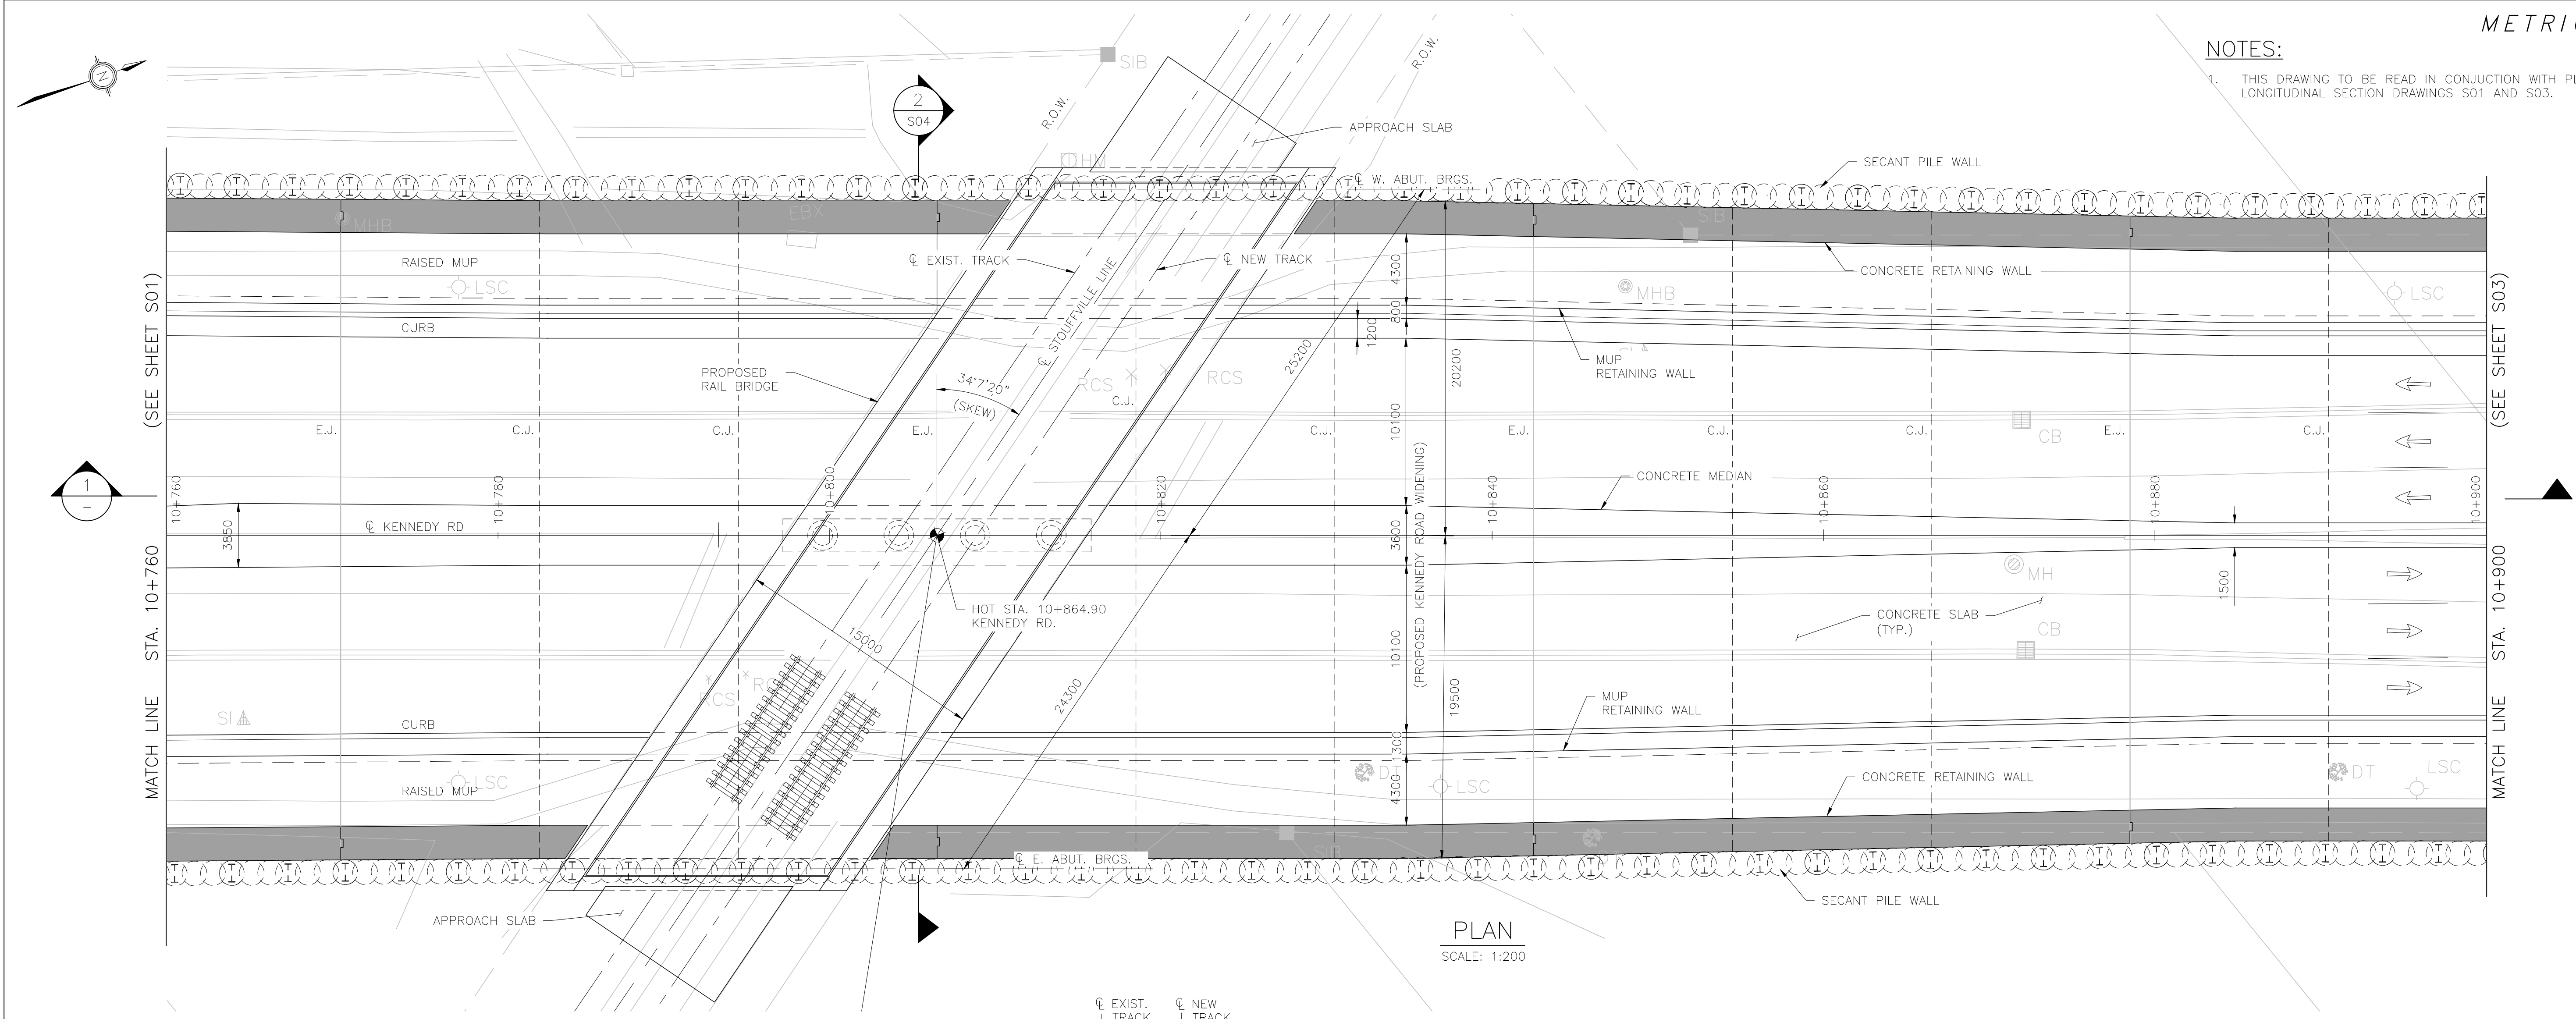 METRIC
NOTES:
1. THIS DRAWING TO BE READ IN CONJUCTION WITH PL
LONGITUDINAL SECTION DRAWINGS S01 AND S03.
N
SIB
2
S04
R.O.W.
R.O.W.
HM
APPROACH SLAB
SECANT PILE WALL
℄ W. ABUT. BRGS.
MHB
EBX
SIB
RAISED MUP
℄ EXIST. TRACK
℄ NEW TRACK
℄ STOUFFVILLE LINE
CONCRETE RETAINING WALL
LSC
MHB
LSC
CURB
4300
800
1200
25200
20200
MUP
RETAINING WALL
PROPOSED
RAIL BRIDGE
34°7'20"
(SKEW)
RCS
RCS
C.J.
10100
E.J.
C.J.
C.J.
E.J.
C.J.
E.J.
C.J.
C.J.
E.J.
C.J.
CB
(SEE SHEET S01)
MATCH LINE STA. 10+760
(SEE SHEET S03)
MATCH LINE STA. 10+900
1
–
10+760
10+780
10+800
10+820
10+840
10+860
10+880
10+900
CONCRETE MEDIAN
3850
℄ KENNEDY RD
3600
(PROPOSED KENNEDY ROAD WIDENING)
MH
1500
HOT STA. 10+864.90
KENNEDY RD.
CONCRETE SLAB
(TYP.)
CB
15000
10100
24300
19500
RCS
SI
CURB
MUP
RETAINING WALL
1300
LSC
RAISED MUP
DT
LSC
4300
CONCRETE RETAINING WALL
DT
LSC
SIB
℄ E. ABUT. BRGS.
APPROACH SLAB
SECANT PILE WALL
PLAN
SCALE: 1:200
℄ EXIST.
TRACK
℄ NEW
TRACK